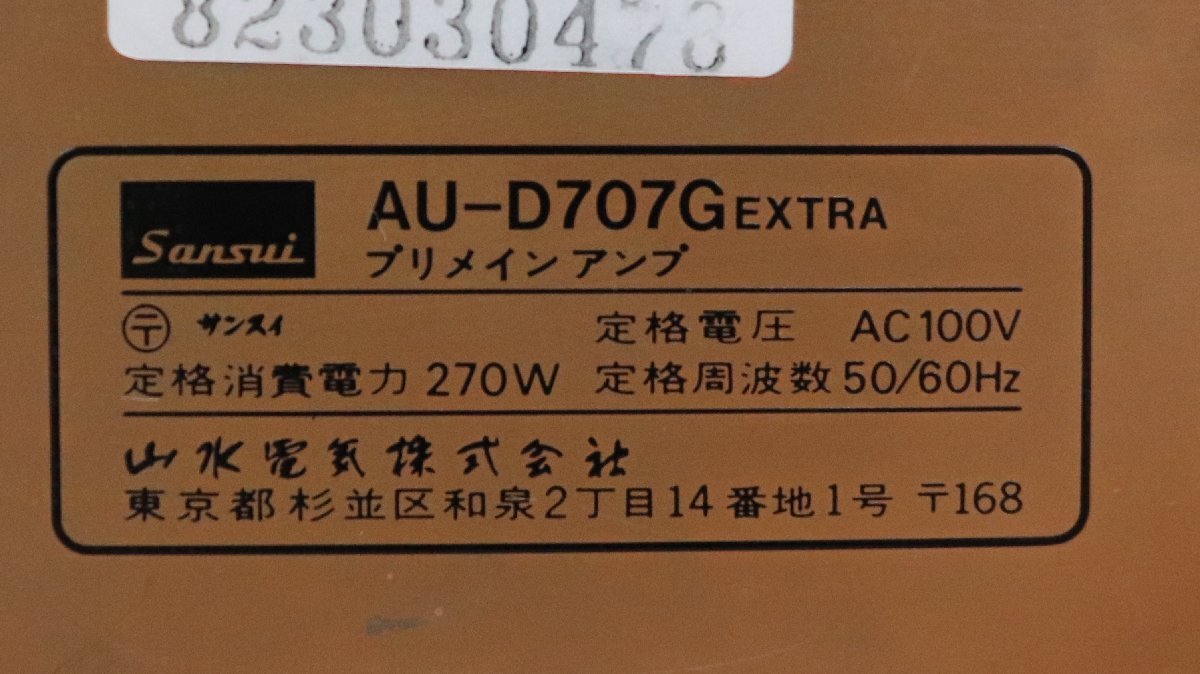 823030473
Sansui
AU-D707G EXTRA
プリメインアンプ
〒 サンスイ 定格電圧 AC100V
定格消費電力 270W 定格周波数 50/60Hz
山水電気株式会社
東京都杉並区和泉2丁目14番地1号 〒168